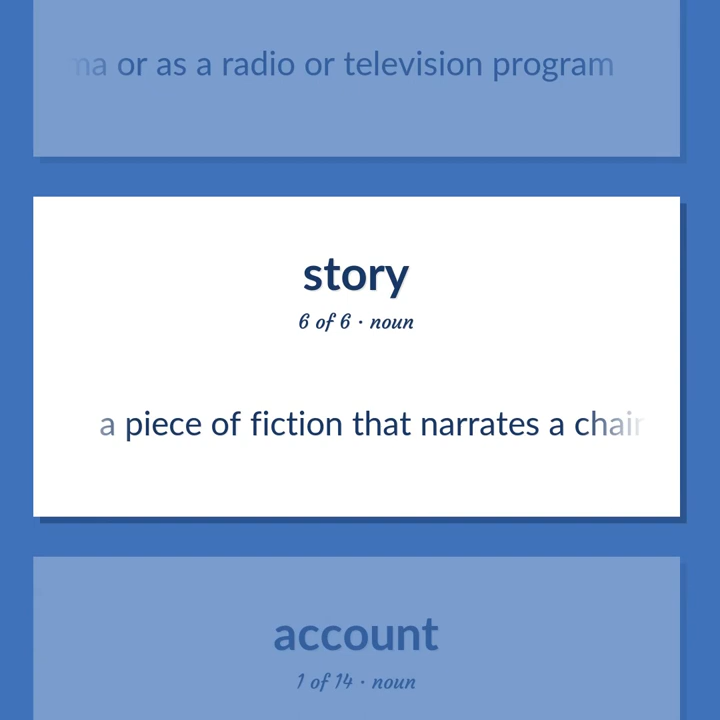 or as a radio or television program
story
6 of 6 · noun
a piece of fiction that narrates a chain
account
1 of 14 · noun